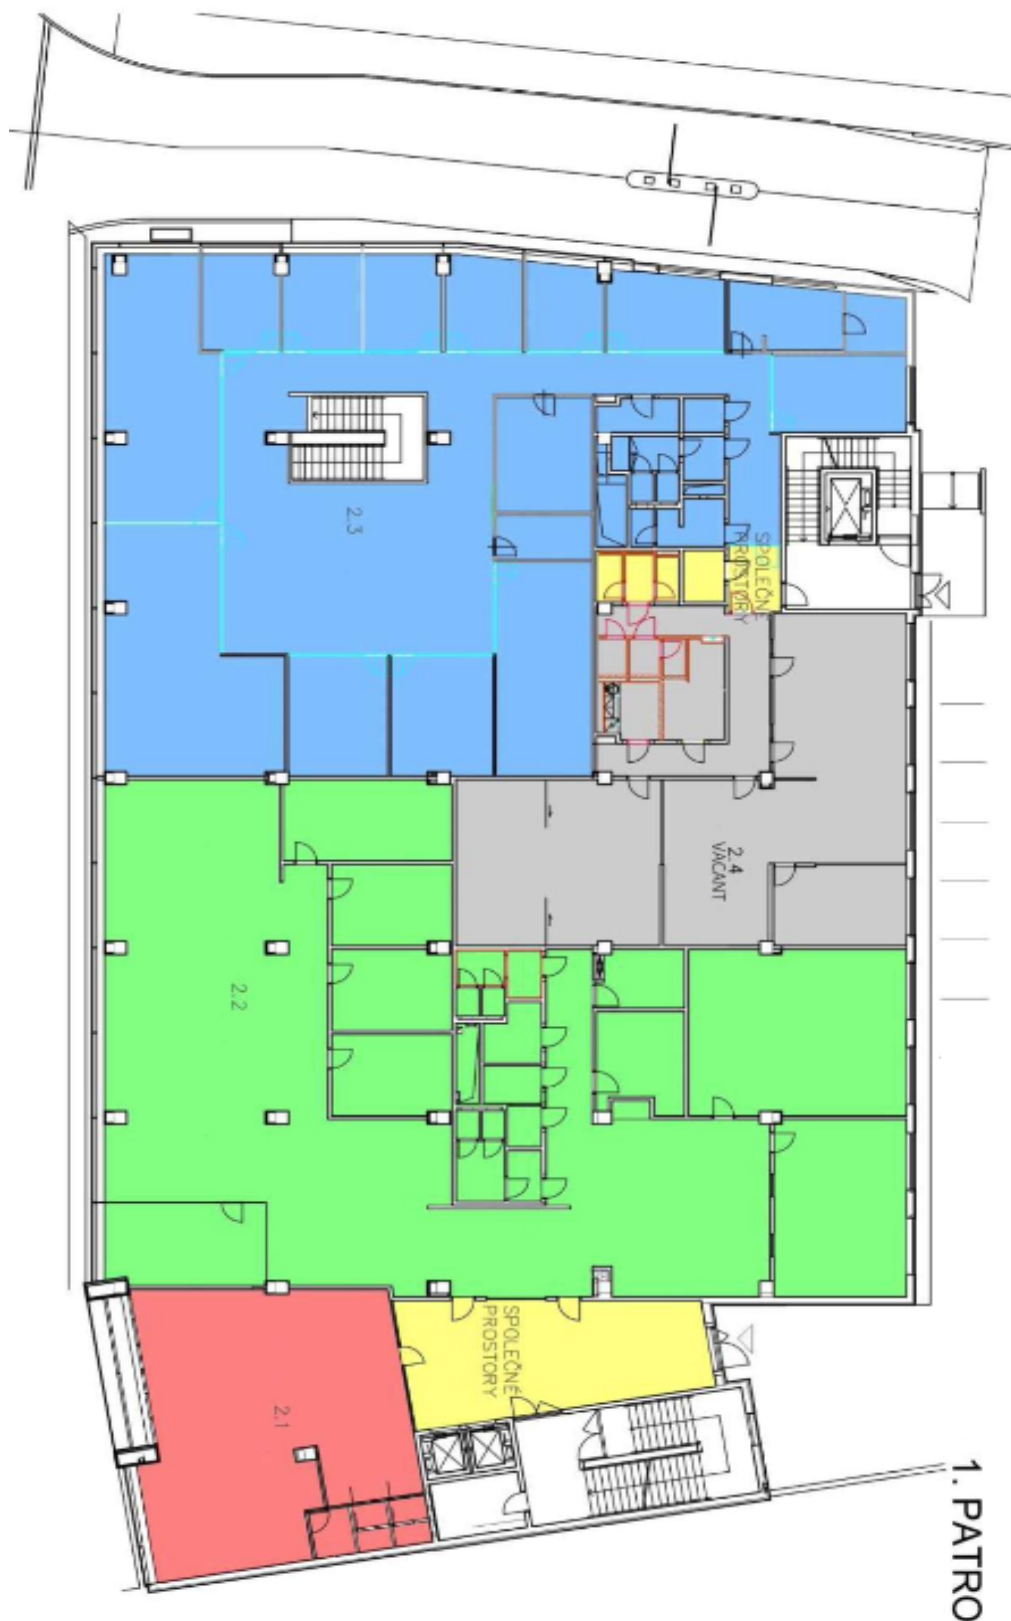 1. PATRO
2.3
SPOLEČNÉ
PROSTORY
2.4
VACANT
2.2
SPOLEČNÉ
PROSTORY
2.1